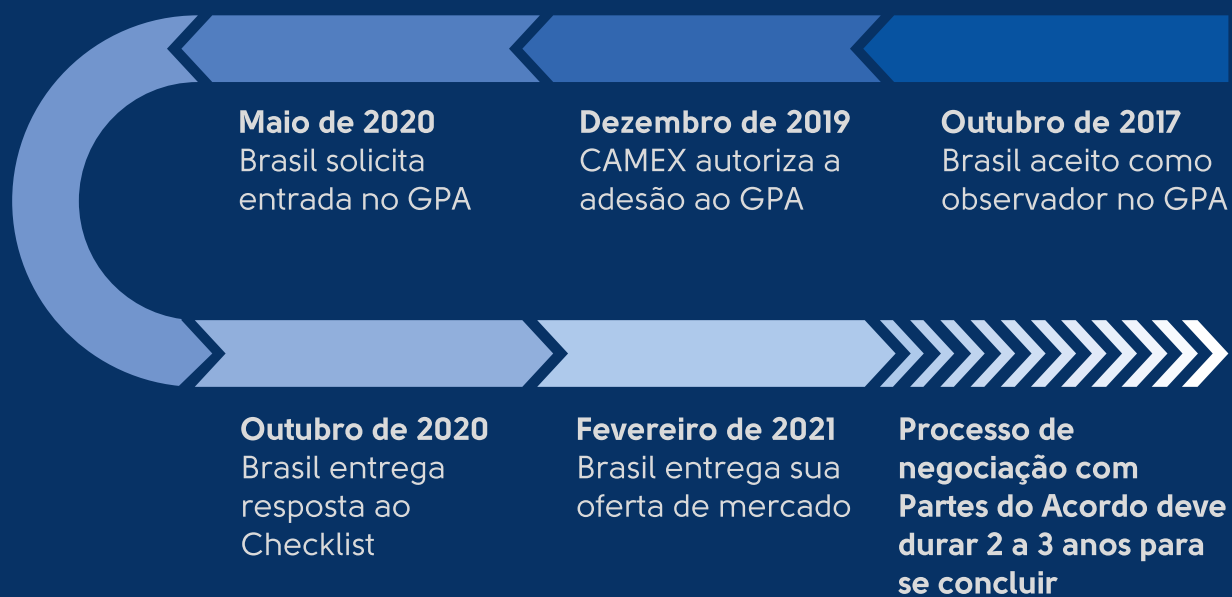 Maio de 2020
Brasil solicita
entrada no GPA
Dezembro de 2019
CAMEX autoriza a
adesão ao GPA
Outubro de 2017
Brasil aceito como
observador no GPA
Outubro de 2020
Brasil entrega
resposta ao
Checklist
Fevereiro de 2021
Brasil entrega sua
oferta de mercado
Processo de
negociação com
Partes do Acordo deve
durar 2 a 3 anos para
se concluir